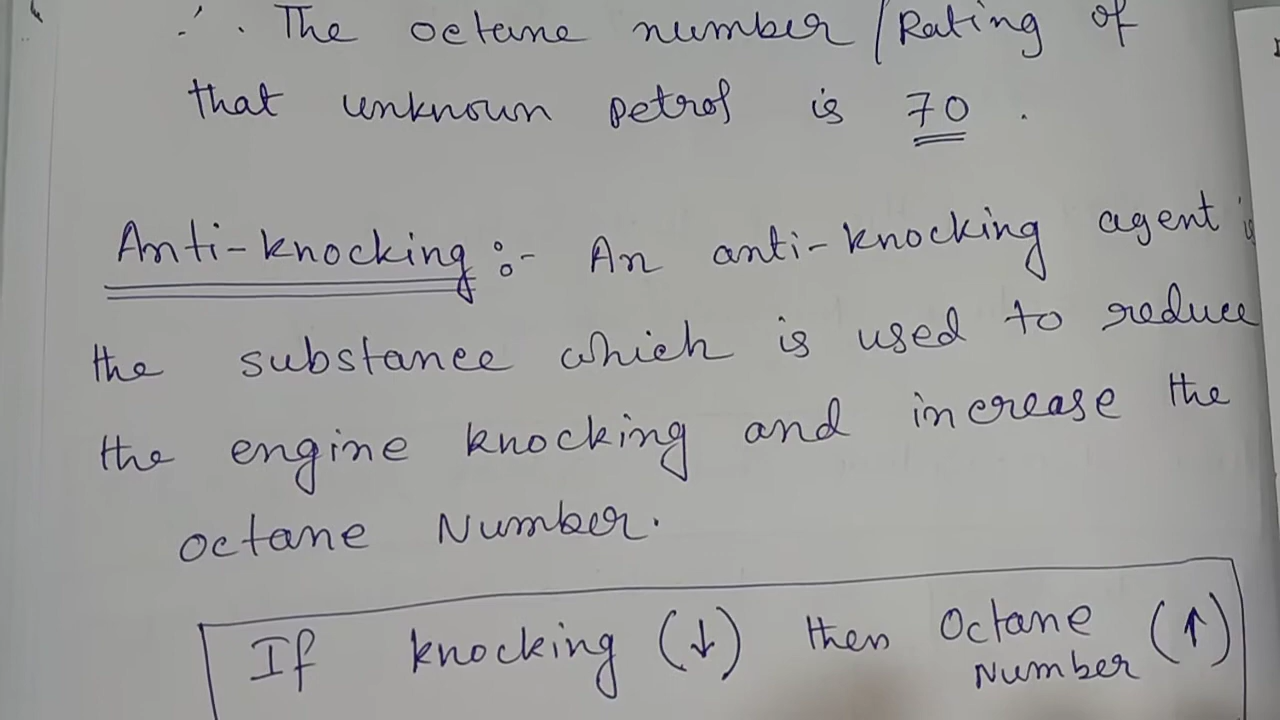 ∴ The octane number / Rating of
that unknown petrol is 70.
Anti-knocking :- An anti-knocking agent is
the substance which is used to reduce
the engine knocking and increase the
octane Number.
If knocking (↓) then Octane Number (↑)